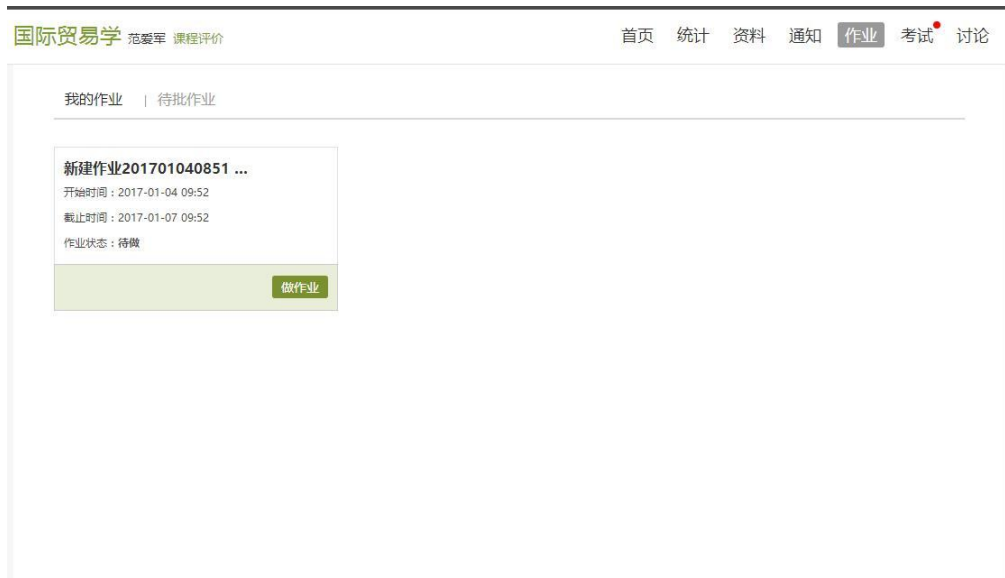 国际贸易学 范爱军 课程评价 首页 统计 资料 通知 作业 考试 讨论
我的作业 | 待批作业
新建作业201701040851 ...
开始时间：2017-01-04 09:52
截止时间：2017-01-07 09:52
作业状态：待做
做作业